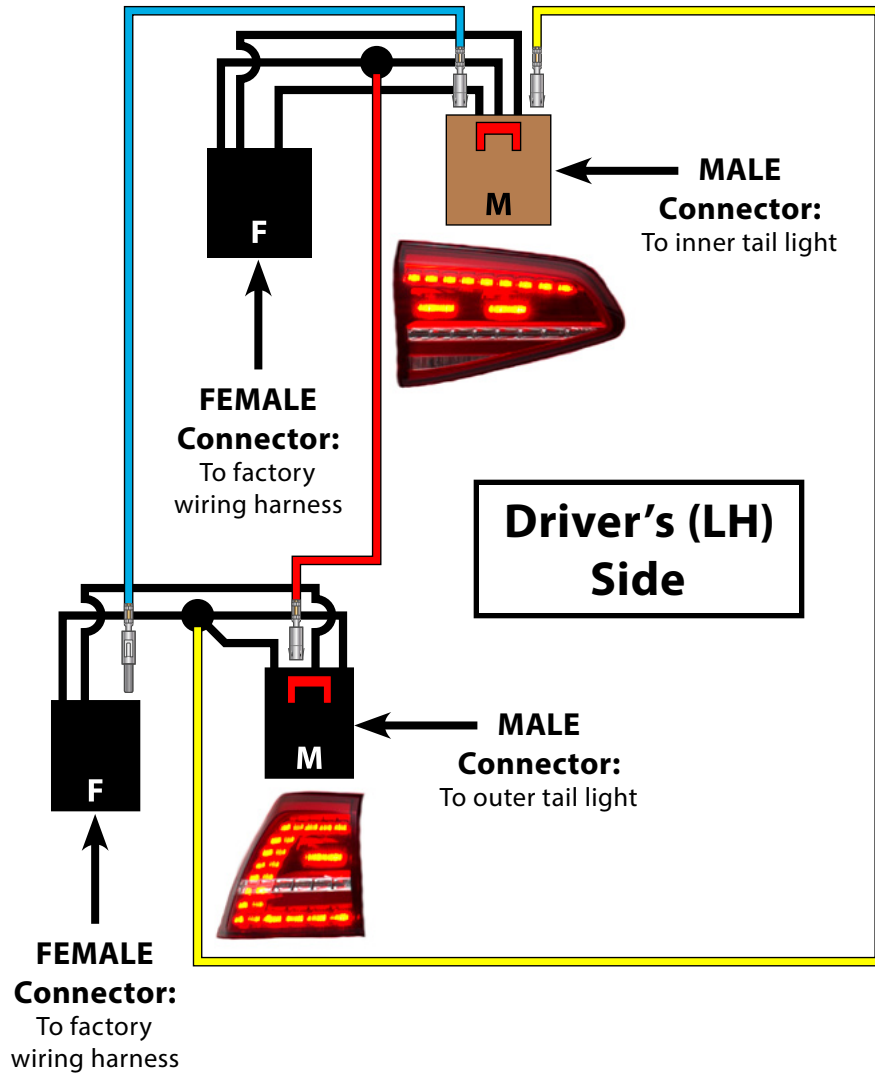 F
M
MALE
Connector:
To inner tail light
FEMALE
Connector:
To factory
wiring harness
Driver's (LH)
Side
F
M
MALE
Connector:
To outer tail light
FEMALE
Connector:
To factory
wiring harness